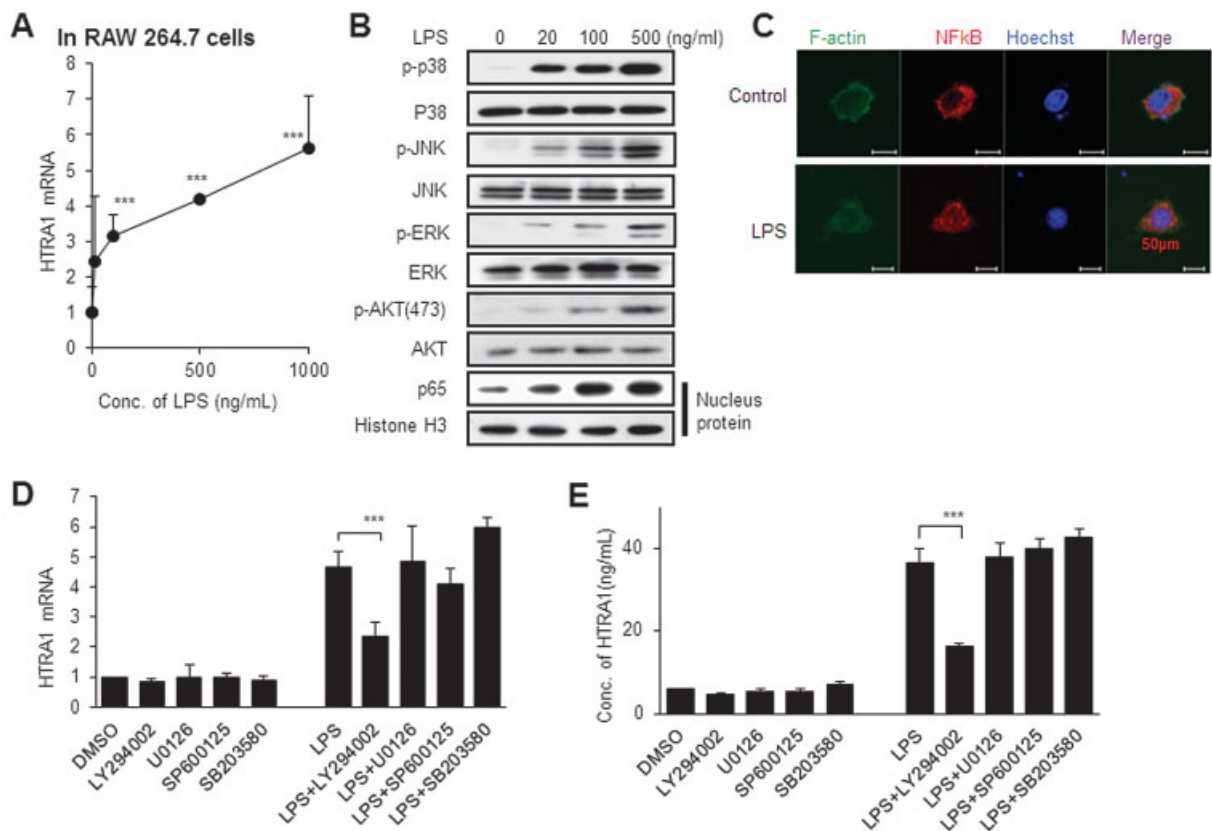 A
In RAW 264.7 cells
HTRA1 mRNA
8
7
6
5
4
3
2
1
***
***
***
0 500 1000
Conc. of LPS (ng/mL)
B
LPS 0 20 100 500 (ng/ml)
p-p38
P38
p-JNK
JNK
p-ERK
ERK
p-AKT(473)
AKT
p65
Histone H3
Nucleus
protein
C
F-actin NFkB Hoechst Merge
Control
LPS
50μm
D
HTRA1 mRNA
7
6
5
4
3
2
1
0
***
DMSO
LY294002
U0126
SP600125
SB203580
LPS
LPS+LY294002
LPS+U0126
LPS+SP600125
LPS+SB203580
E
Conc. of HTRA1(ng/mL)
40
20
0
***
DMSO
LY294002
U0126
SP600125
SB203580
LPS
LPS+LY294002
LPS+U0126
LPS+SP600125
LPS+SB203580